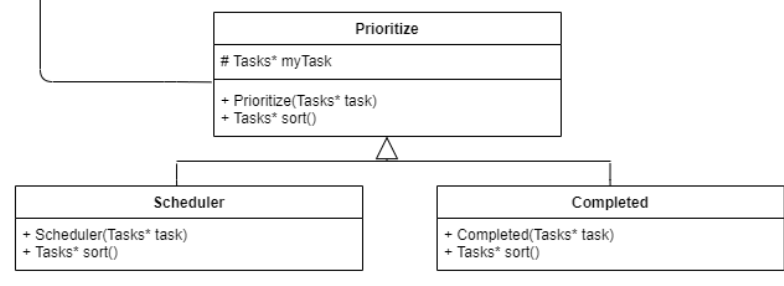 Prioritize
# Tasks* myTask
+ Prioritize(Tasks* task)
+ Tasks* sort()
Scheduler
+ Scheduler(Tasks* task)
+ Tasks* sort()
Completed
+ Completed(Tasks* task)
+ Tasks* sort()